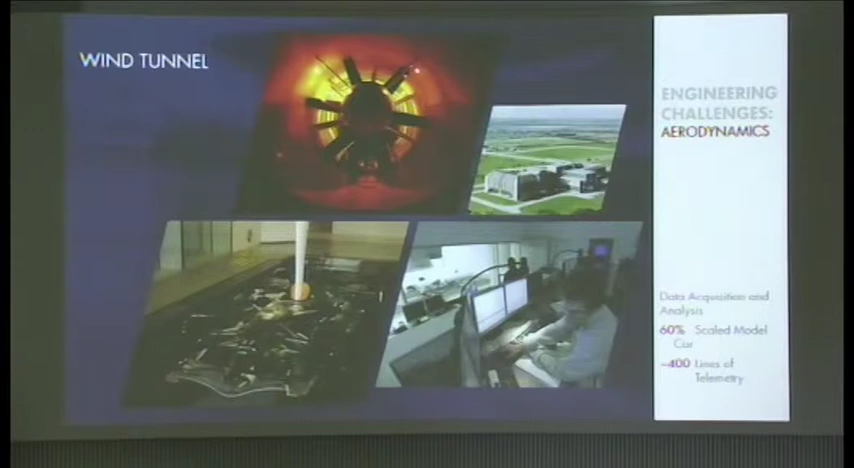 WIND TUNNEL
ENGINEERING
CHALLENGES:
AERODYNAMICS
Data Acquisition and
Analysis
60% Scaled Model
Car
~400 Lines of
Telemetry